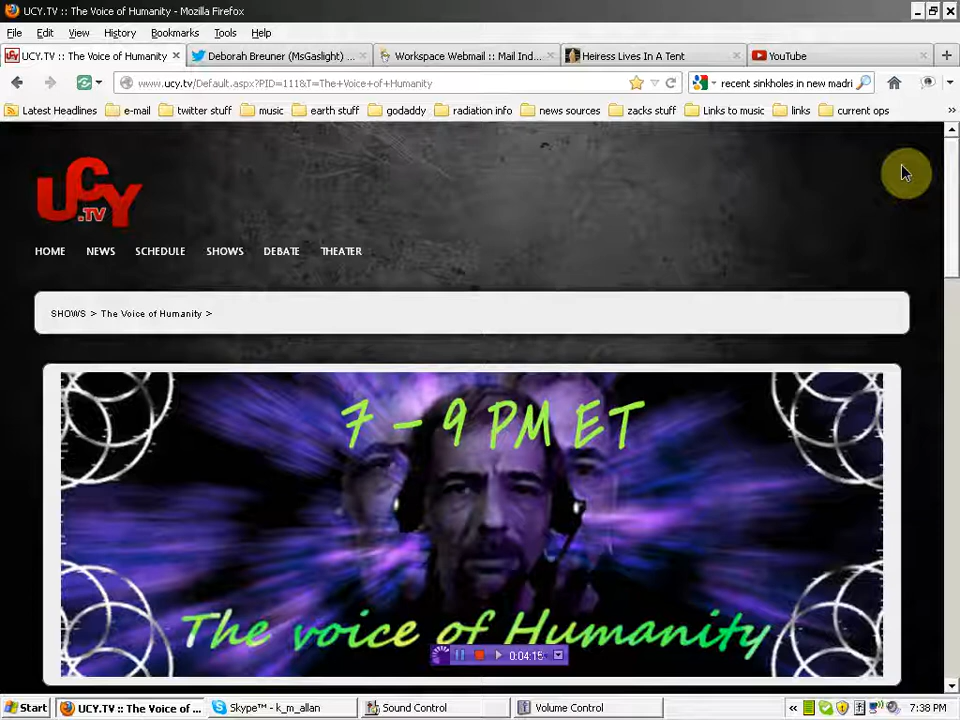 UCY.TV :: The Voice of Humanity - Mozilla Firefox
File Edit View History Bookmarks Tools Help
UCY.TV :: The Voice of Humanity
Deborah Breuner (MsGaslight) ...
Workspace Webmail :: Mail Ind...
Heiress Lives In A Tent
YouTube
www.ucy.tv/Default.aspx?PID=111&T=The+Voice+of+Humanity
recent sinkholes in new madri
Latest Headlines e-mail twitter stuff music earth stuff godaddy radiation info news sources zacks stuff Links to music links current ops
UCY
.TV
HOME NEWS SCHEDULE SHOWS DEBATE THEATER
SHOWS > The Voice of Humanity >
7 - 9 PM ET
The voice of Humanity
0:04:15
Start UCY.TV :: The Voice of ... Skype™ - k_m_allan Sound Control Volume Control 7:38 PM